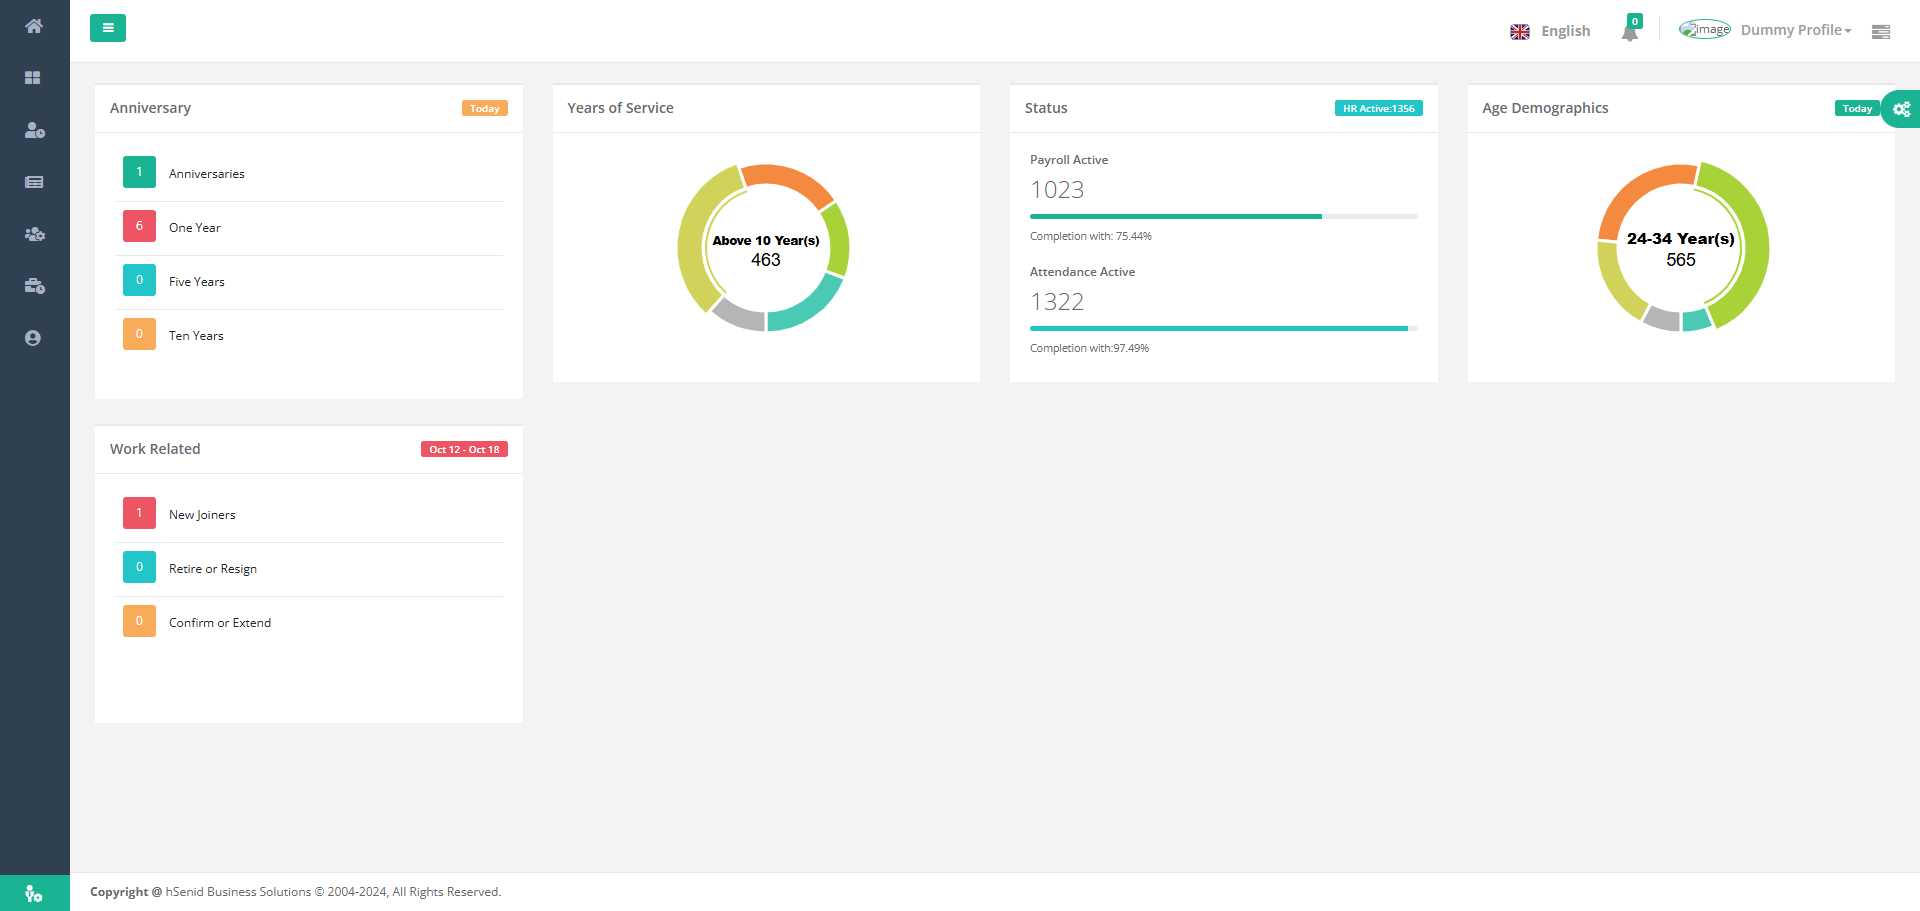 English
0
image
Dummy Profile
Anniversary
Today
1
Anniversaries
6
One Year
0
Five Years
0
Ten Years
Years of Service
Above 10 Year(s)
463
Status
HR Active:1356
Payroll Active
1023
Completion with: 75.44%
Attendance Active
1322
Completion with:97.49%
Age Demographics
Today
24-34 Year(s)
565
Work Related
Oct 12 - Oct 18
1
New Joiners
0
Retire or Resign
0
Confirm or Extend
Copyright @ hSenid Business Solutions © 2004-2024, All Rights Reserved.